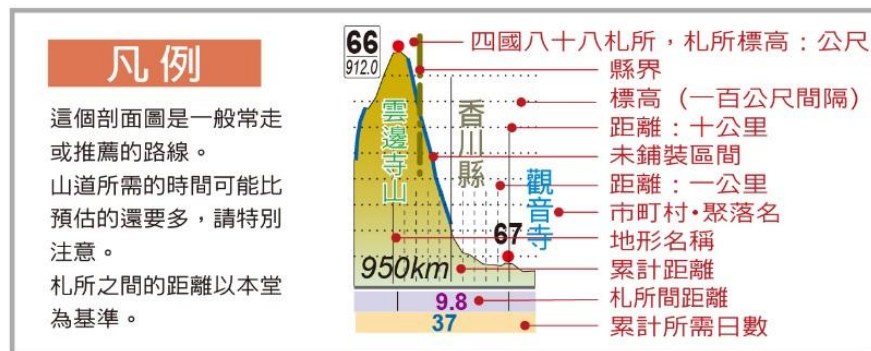 凡例
這個剖面圖是一般常走
或推薦的路線。
山道所需的時間可能比
預估的還要多，請特別
注意。
札所之間的距離以本堂
為基準。
66
912.0
雲邊寺山
香川縣
觀音寺
67
950km
9.8
37
四國八十八札所，札所標高：公尺
縣界
標高（一百公尺間隔）
距離：十公里
未鋪裝區間
距離：一公里
市町村•聚落名
地形名稱
累計距離
札所間距離
累計所需日數